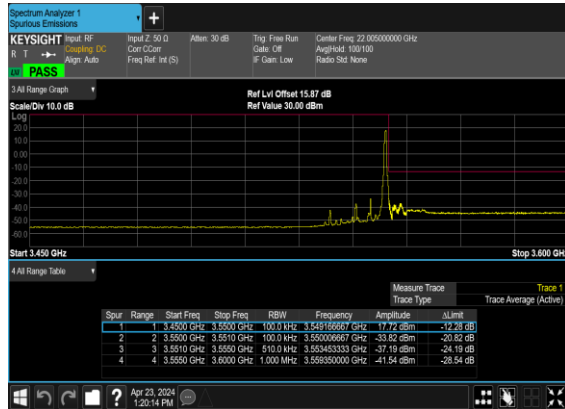 Spectrum Analyzer 1
Spurious Emissions
KEYSIGHT Input: RF Input Z: 50 Ω Atten: 30 dB Trig: Free Run Center Freq: 22.005000000 GHz
R T Coupling: DC Corr CCorr Gate: Off Avg|Hold: 100/100
Align: Auto Freq Ref: Int (S) IF Gain: Low Radio Std: None
PASS
3 All Range Graph
Ref Lvl Offset 15.87 dB
Scale/Div 10.0 dB Ref Value 30.00 dBm
Log
20.0
10.0
0.00
-10.0
-20.0
-30.0
-40.0
-50.0
-60.0
Start 3.450 GHz Stop 3.600 GHz
4 All Range Table
Measure Trace Trace 1
Trace Type Trace Average (Active)
Spur Range Start Freq Stop Freq RBW Frequency Amplitude ΔLimit
1 1 3.4500 GHz 3.5500 GHz 100.0 kHz 3.549166667 GHz 17.72 dBm -12.28 dB
2 2 3.5500 GHz 3.5510 GHz 100.0 kHz 3.550006667 GHz -33.82 dBm -20.82 dB
3 3 3.5510 GHz 3.5550 GHz 510.0 kHz 3.553453333 GHz -37.19 dBm -24.19 dB
4 4 3.5550 GHz 3.6000 GHz 1.000 MHz 3.559350000 GHz -41.54 dBm -28.54 dB
Apr 23, 2024
1:20:14 PM